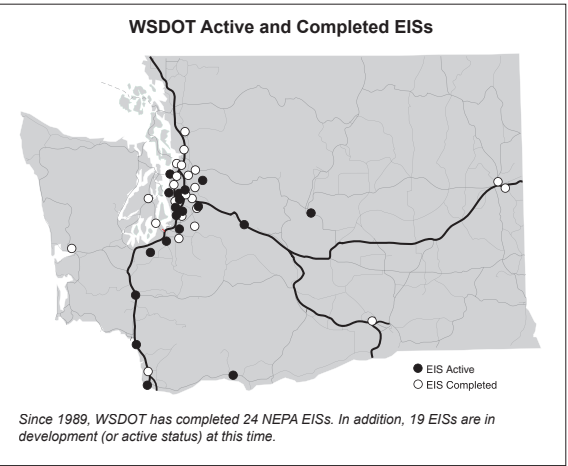 WSDOT Active and Completed EISs
EIS Active
EIS Completed
Since 1989, WSDOT has completed 24 NEPA EISs. In addition, 19 EISs are in
development (or active status) at this time.